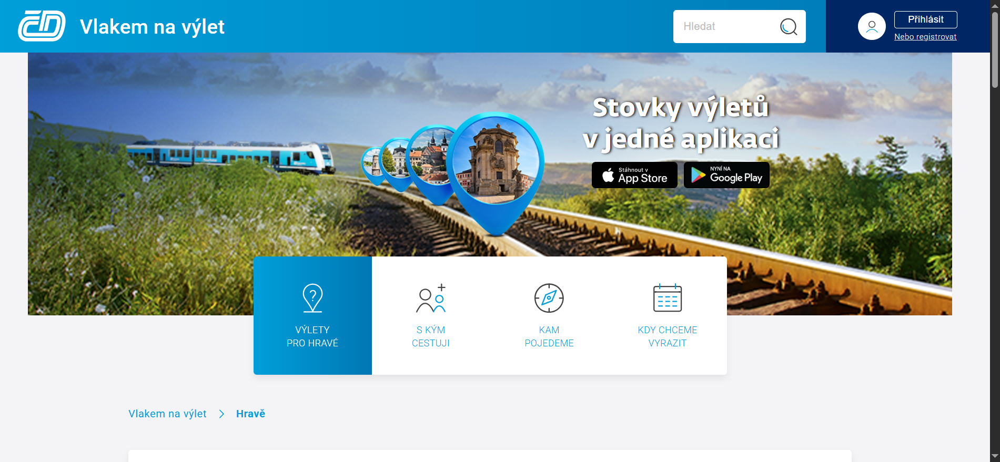 ČD
Vlakem na výlet
Hledat
Přihlásit
Nebo registrovat
Stovky výletů
v jedné aplikaci
Stáhnout v
App Store
NYNÍ NA
Google Play
?
VÝLETY
PRO HRAVÉ
S KÝM
CESTUJI
KAM
POJEDEME
KDY CHCEME
VYRAZIT
Vlakem na výlet
Hravě